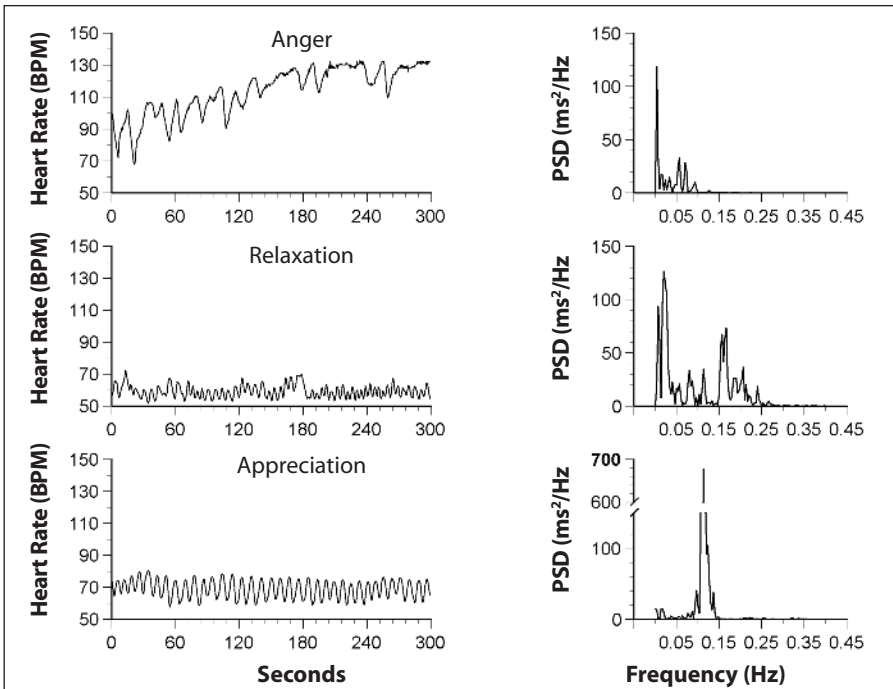 Anger
Heart Rate (BPM)
150
130
110
90
70
50
0 60 120 180 240 300
PSD (ms²/Hz)
150
100
50
0
0.05 0.15 0.25 0.35 0.45
Relaxation
Heart Rate (BPM)
150
130
110
90
70
50
0 60 120 180 240 300
PSD (ms²/Hz)
150
100
50
0
0.05 0.15 0.25 0.35 0.45
Appreciation
Heart Rate (BPM)
150
130
110
90
70
50
0 60 120 180 240 300
Seconds
PSD (ms²/Hz)
700
600
100
0
0.05 0.15 0.25 0.35 0.45
Frequency (Hz)